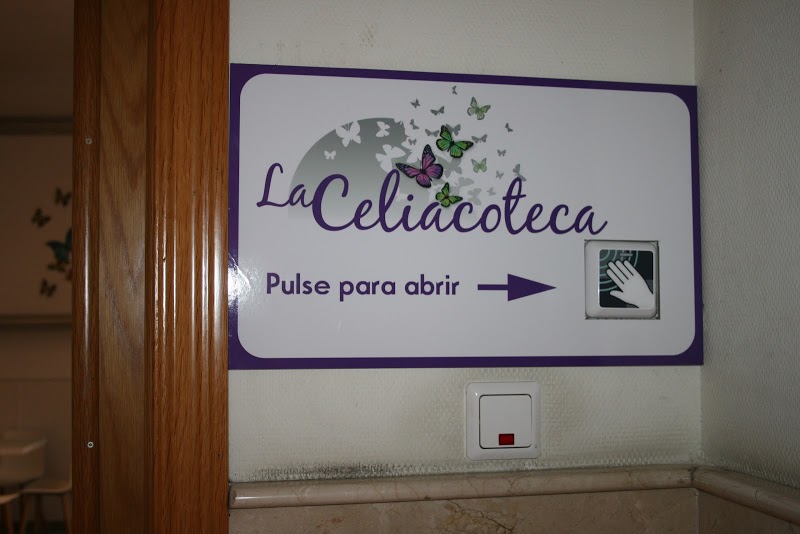 La Celiacoteca
Pulse para abrir